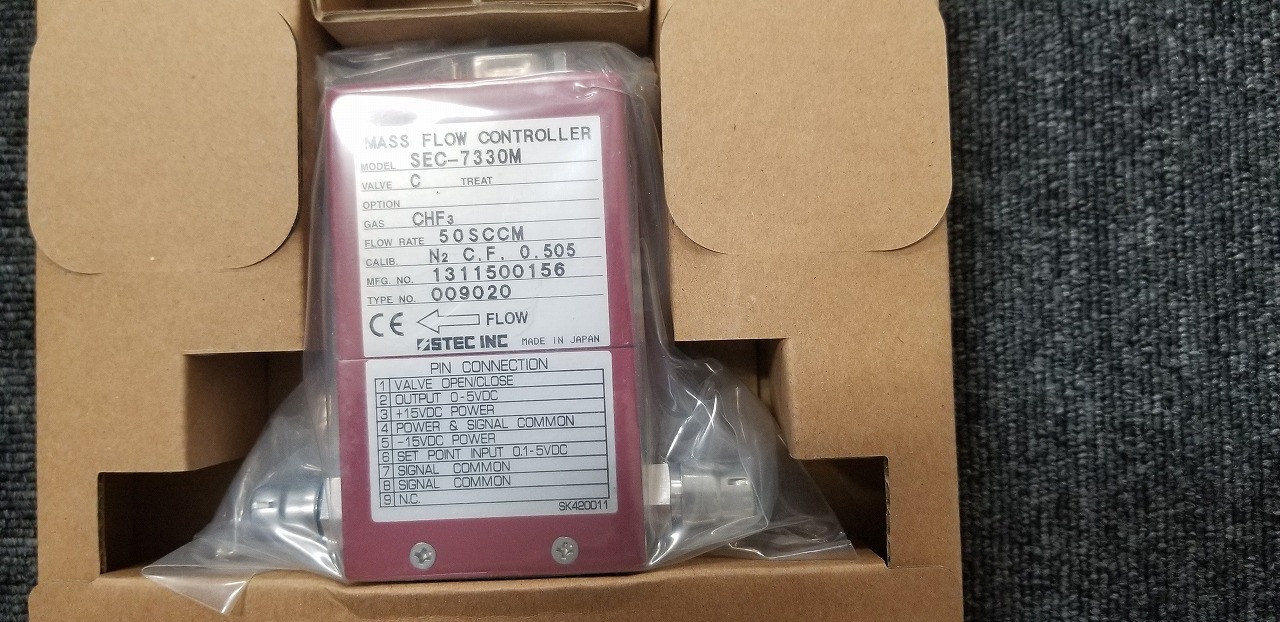 MASS FLOW CONTROLLER
MODEL SEC-7330M
VALVE C TREAT
OPTION
GAS CHF₃
FLOW RATE 50SCCM
CALIB. N₂ C.F. 0.505
MFG. NO. 1311500156
TYPE NO. 009020
CE FLOW
STEC INC MADE IN JAPAN
PIN CONNECTION
1 VALVE OPEN/CLOSE
2 OUTPUT 0-5VDC
3 +15VDC POWER
4 POWER & SIGNAL COMMON
5 -15VDC POWER
6 SET POINT INPUT 0.1-5VDC
7 SIGNAL COMMON
8 SIGNAL COMMON
9 N.C.
SK420011